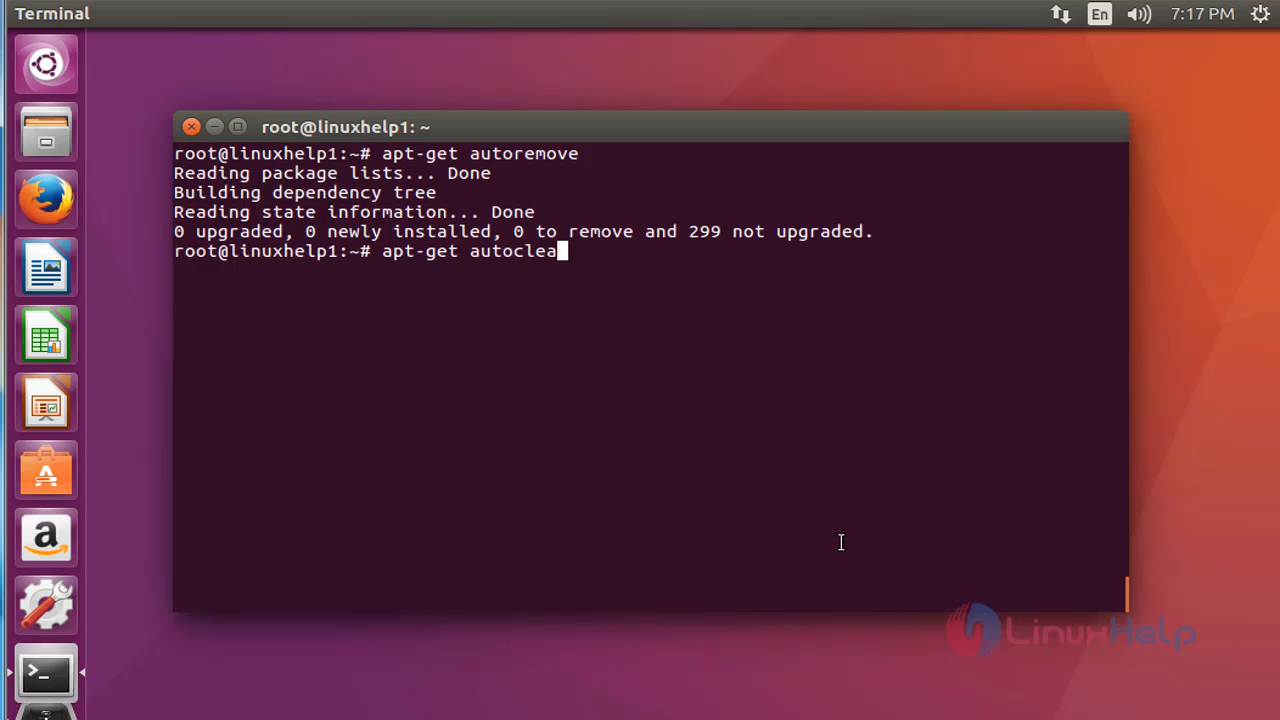 Terminal
En
7:17 PM
root@linuxhelp1: ~
root@linuxhelp1:~# apt-get autoremove
Reading package lists... Done
Building dependency tree
Reading state information... Done
0 upgraded, 0 newly installed, 0 to remove and 299 not upgraded.
root@linuxhelp1:~# apt-get autoclea
a
>_
LinuxHelp